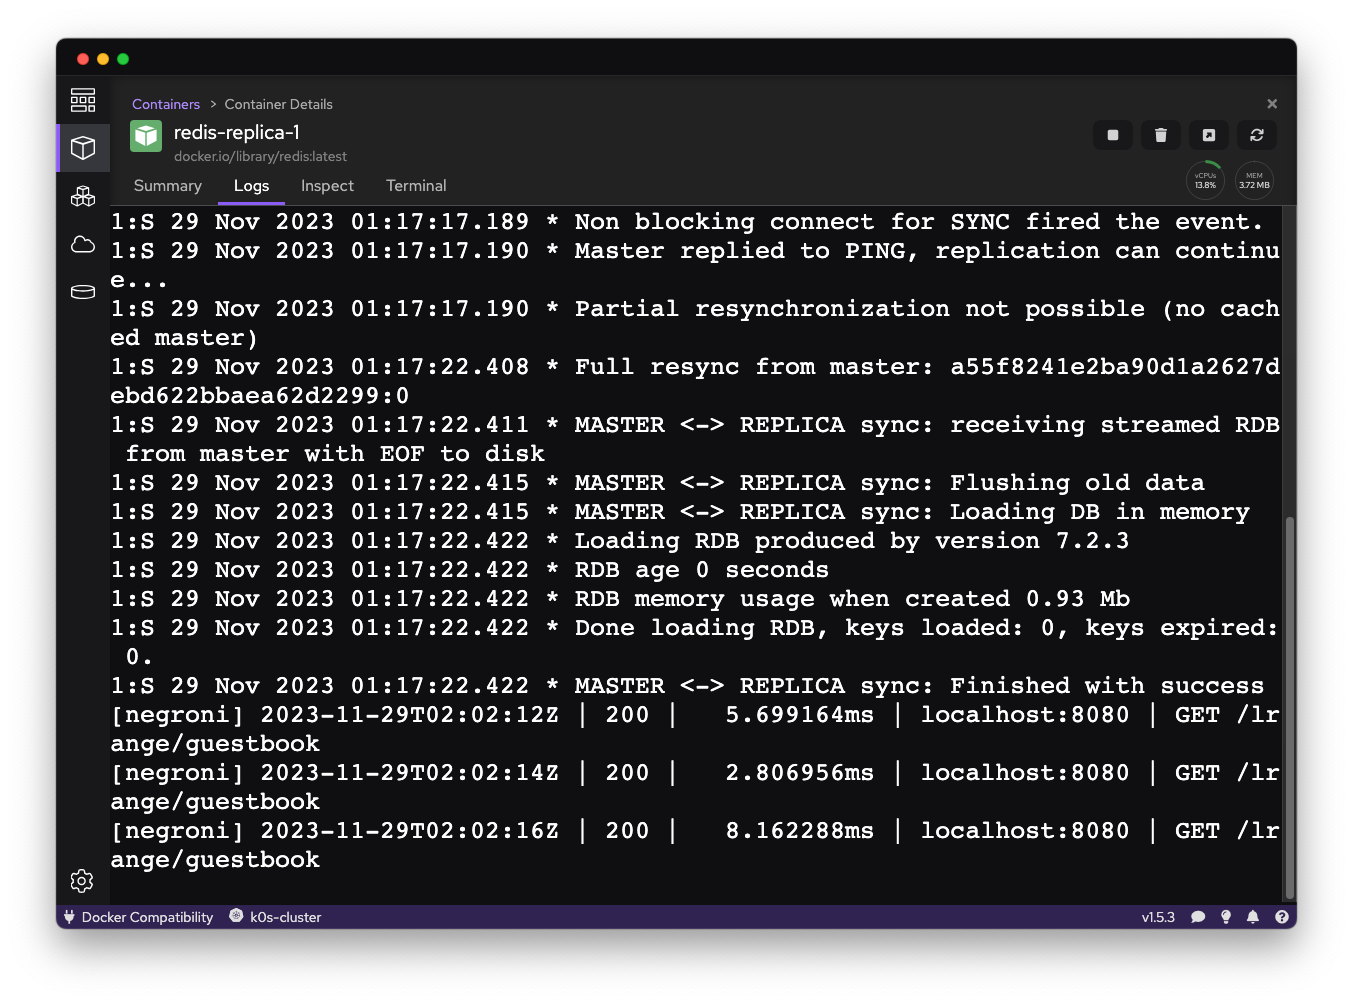 Containers > Container Details
redis-replica-1
docker.io/library/redis:latest
Summary Logs Inspect Terminal
vCPUs
13.8%
MEM
3.72 MB
1:S 29 Nov 2023 01:17:17.189 * Non blocking connect for SYNC fired the event.
1:S 29 Nov 2023 01:17:17.190 * Master replied to PING, replication can continu
e...
1:S 29 Nov 2023 01:17:17.190 * Partial resynchronization not possible (no cach
ed master)
1:S 29 Nov 2023 01:17:22.408 * Full resync from master: a55f8241e2ba90d1a2627d
ebd622bbaea62d2299:0
1:S 29 Nov 2023 01:17:22.411 * MASTER <-> REPLICA sync: receiving streamed RDB
from master with EOF to disk
1:S 29 Nov 2023 01:17:22.415 * MASTER <-> REPLICA sync: Flushing old data
1:S 29 Nov 2023 01:17:22.415 * MASTER <-> REPLICA sync: Loading DB in memory
1:S 29 Nov 2023 01:17:22.422 * Loading RDB produced by version 7.2.3
1:S 29 Nov 2023 01:17:22.422 * RDB age 0 seconds
1:S 29 Nov 2023 01:17:22.422 * RDB memory usage when created 0.93 Mb
1:S 29 Nov 2023 01:17:22.422 * Done loading RDB, keys loaded: 0, keys expired:
0.
1:S 29 Nov 2023 01:17:22.422 * MASTER <-> REPLICA sync: Finished with success
[negroni] 2023-11-29T02:02:12Z | 200 |   5.699164ms | localhost:8080 | GET /lr
ange/guestbook
[negroni] 2023-11-29T02:02:14Z | 200 |   2.806956ms | localhost:8080 | GET /lr
ange/guestbook
[negroni] 2023-11-29T02:02:16Z | 200 |   8.162288ms | localhost:8080 | GET /lr
ange/guestbook
Docker Compatibility k0s-cluster v1.5.3